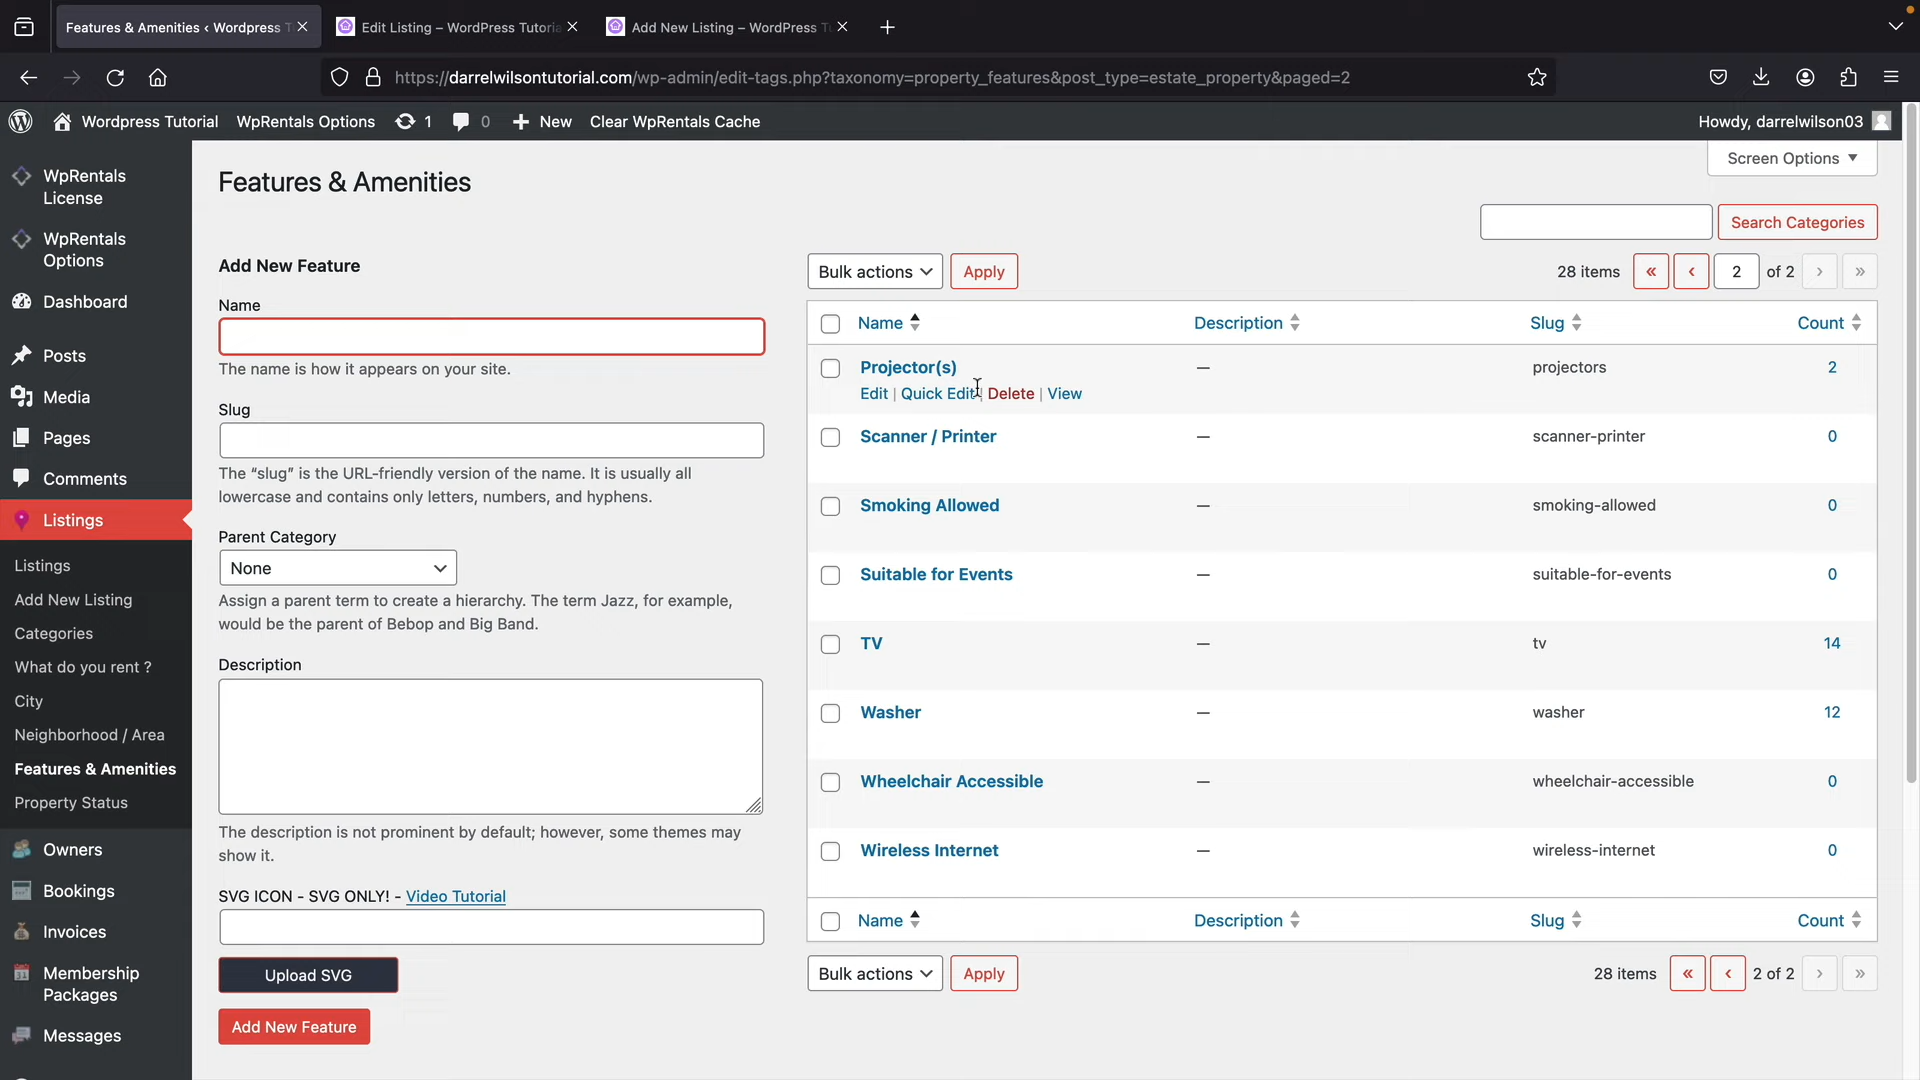 Features & Amenities ‹ Wordpress T
Edit Listing – WordPress Tutoria
Add New Listing – WordPress T
https://darrelwilsontutorial.com/wp-admin/edit-tags.php?taxonomy=property_features&post_type=estate_property&paged=2
Wordpress Tutorial
WpRentals Options
1
0
New
Clear WpRentals Cache
Howdy, darrelwilson03
WpRentals
License
WpRentals
Options
Dashboard
Posts
Media
Pages
Comments
Listings
Listings
Add New Listing
Categories
What do you rent ?
City
Neighborhood / Area
Features & Amenities
Property Status
Owners
Bookings
Invoices
Membership
Packages
Messages
Screen Options
Features & Amenities
Search Categories
Add New Feature
Name
The name is how it appears on your site.
Slug
The “slug” is the URL-friendly version of the name. It is usually all
lowercase and contains only letters, numbers, and hyphens.
Parent Category
None
Assign a parent term to create a hierarchy. The term Jazz, for example,
would be the parent of Bebop and Big Band.
Description
The description is not prominent by default; however, some themes may
show it.
SVG ICON - SVG ONLY! - Video Tutorial
Upload SVG
Add New Feature
Bulk actions
Apply
28 items « ‹ 2 of 2 › »
Name Description Slug Count
Projector(s) — projectors 2
Edit | Quick Edit | Delete | View
Scanner / Printer — scanner-printer 0
Smoking Allowed — smoking-allowed 0
Suitable for Events — suitable-for-events 0
TV — tv 14
Washer — washer 12
Wheelchair Accessible — wheelchair-accessible 0
Wireless Internet — wireless-internet 0
Name Description Slug Count
Bulk actions
Apply
28 items « ‹ 2 of 2 › »